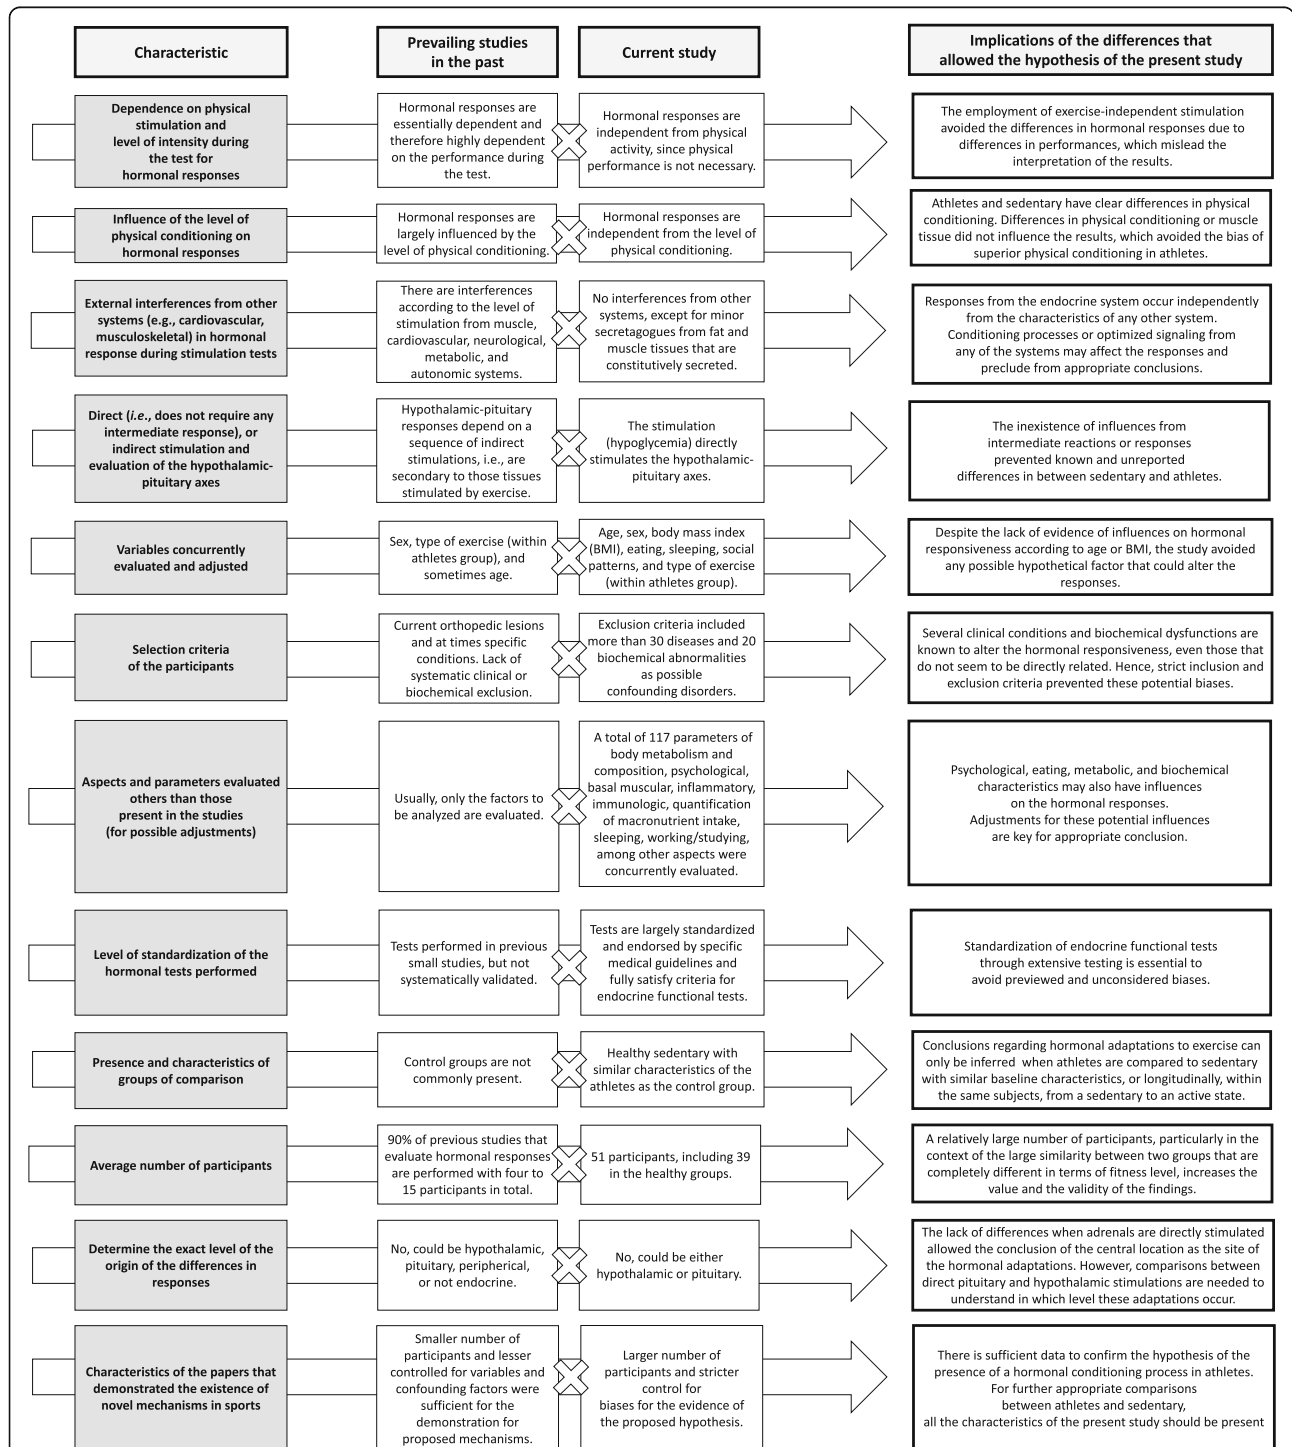 Characteristic
Prevailing studies
in the past
Current study
Implications of the differences that
allowed the hypothesis of the present study
Dependence on physical
stimulation and
level of intensity during
the test for
hormonal responses
Hormonal responses are
essentially dependent and
therefore highly dependent
on the performance during
the test.
Hormonal responses are
independent from physical
activity, since physical
performance is not necessary.
The employment of exercise-independent stimulation
avoided the differences in hormonal responses due to
differences in performances, which mislead the
interpretation of the results.
Influence of the level of
physical conditioning on
hormonal responses
Hormonal responses are
largely influenced by the
level of physical conditioning.
Hormonal responses are
independent from the level of
physical conditioning.
Athletes and sedentary have clear differences in physical
conditioning. Differences in physical conditioning or muscle
tissue did not influence the results, which avoided the bias of
superior physical conditioning in athletes.
External interferences from other
systems (e.g., cardiovascular,
musculoskeletal) in hormonal
response during stimulation tests
There are interferences
according to the level of
stimulation from muscle,
cardiovascular, neurological,
metabolic, and
autonomic systems.
No interferences from other
systems, except for minor
secretagogues from fat and
muscle tissues that are
constitutively secreted.
Responses from the endocrine system occur independently
from the characteristics of any other system.
Conditioning processes or optimized signaling from
any of the systems may affect the responses and
preclude from appropriate conclusions.
Direct (i.e., does not require any
intermediate response), or
indirect stimulation and
evaluation of the hypothalamic-
pituitary axes
Hypothalamic-pituitary
responses depend on a
sequence of indirect
stimulations, i.e., are
secondary to those tissues
stimulated by exercise.
The stimulation
(hypoglycemia) directly
stimulates the hypothalamic-
pituitary axes.
The inexistence of influences from
intermediate reactions or responses
prevented known and unreported
differences in between sedentary and athletes.
Variables concurrently
evaluated and adjusted
Sex, type of exercise (within
athletes group), and
sometimes age.
Age, sex, body mass index
(BMI), eating, sleeping, social
patterns, and type of exercise
(within athletes group).
Despite the lack of evidence of influences on hormonal
responsiveness according to age or BMI, the study avoided
any possible hypothetical factor that could alter the
responses.
Selection criteria
of the participants
Current orthopedic lesions
and at times specific
conditions. Lack of
systematic clinical or
biochemical exclusion.
Exclusion criteria included
more than 30 diseases and 20
biochemical abnormalities
as possible
confounding disorders.
Several clinical conditions and biochemical dysfunctions are
known to alter the hormonal responsiveness, even those that
do not seem to be directly related. Hence, strict inclusion and
exclusion criteria prevented these potential biases.
Aspects and parameters evaluated
others than those
present in the studies
(for possible adjustments)
Usually, only the factors to
be analyzed are evaluated.
A total of 117 parameters of
body metabolism and
composition, psychological,
basal muscular, inflammatory,
immunologic, quantification
of macronutrient intake,
sleeping, working/studying,
among other aspects were
concurrently evaluated.
Psychological, eating, metabolic, and biochemical
characteristics may also have influences
on the hormonal responses.
Adjustments for these potential influences
are key for appropriate conclusion.
Level of standardization of the
hormonal tests performed
Tests performed in previous
small studies, but not
systematically validated.
Tests are largely standardized
and endorsed by specific
medical guidelines and
fully satisfy criteria for
endocrine functional tests.
Standardization of endocrine functional tests
through extensive testing is essential to
avoid previewed and unconsidered biases.
Presence and characteristics of
groups of comparison
Control groups are not
commonly present.
Healthy sedentary with
similar characteristics of the
athletes as the control group.
Conclusions regarding hormonal adaptations to exercise can
only be inferred when athletes are compared to sedentary
with similar baseline characteristics, or longitudinally, within
the same subjects, from a sedentary to an active state.
Average number of participants
90% of previous studies that
evaluate hormonal responses
are performed with four to
15 participants in total.
51 participants, including 39
in the healthy groups.
A relatively large number of participants, particularly in the
context of the large similarity between two groups that are
completely different in terms of fitness level, increases the
value and the validity of the findings.
Determine the exact level of the
origin of the differences in
responses
No, could be hypothalamic,
pituitary, peripherical,
or not endocrine.
No, could be either
hypothalamic or pituitary.
The lack of differences when adrenals are directly stimulated
allowed the conclusion of the central location as the site of
the hormonal adaptations. However, comparisons between
direct pituitary and hypothalamic stimulations are needed to
understand in which level these adaptations occur.
Characteristics of the papers that
demonstrated the existence of
novel mechanisms in sports
Smaller number of
participants and lesser
controlled for variables and
confounding factors were
sufficient for the
demonstration for
proposed mechanisms.
Larger number of
participants and stricter
control for
biases for the evidence of
the proposed hypothesis.
There is sufficient data to confirm the hypothesis of the
presence of a hormonal conditioning process in athletes.
For further appropriate comparisons
between athletes and sedentary,
all the characteristics of the present study should be present